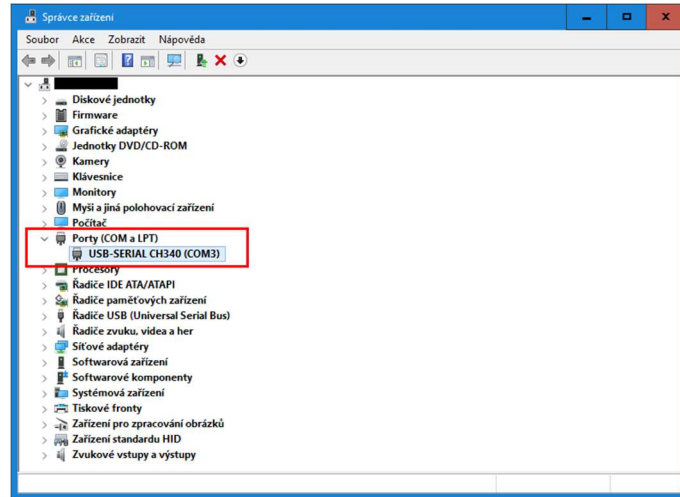 Správce zařízení
Soubor Akce Zobrazit Nápověda
Diskové jednotky
Firmware
Grafické adaptéry
Jednotky DVD/CD-ROM
Kamery
Klávesnice
Monitory
Myši a jiná polohovací zařízení
Počítač
Porty (COM a LPT)
USB-SERIAL CH340 (COM3)
Procesory
Řadiče IDE ATA/ATAPI
Řadiče paměťových zařízení
Řadiče USB (Universal Serial Bus)
Řadiče zvuku, videa a her
Síťové adaptéry
Softwarová zařízení
Softwarové komponenty
Systémová zařízení
Tiskové fronty
Zařízení pro zpracování obrázků
Zařízení standardu HID
Zvukové vstupy a výstupy